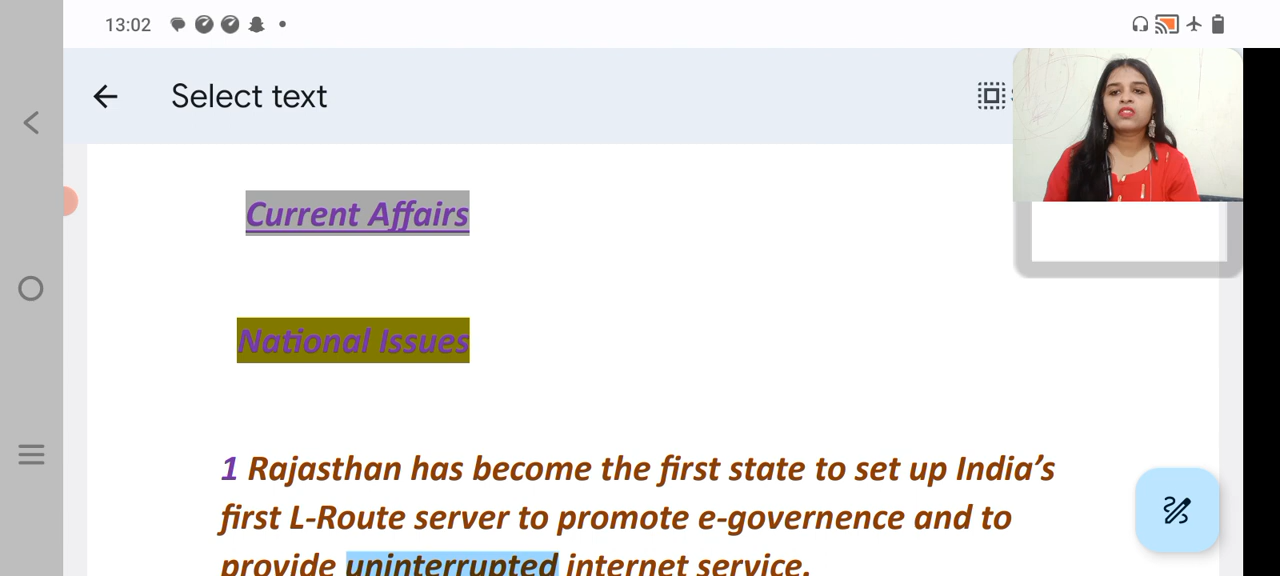 13:02
Select text
Current Affairs
National Issues
1 Rajasthan has become the first state to set up India's
first L-Route server to promote e-governence and to
provide uninterrupted internet service.